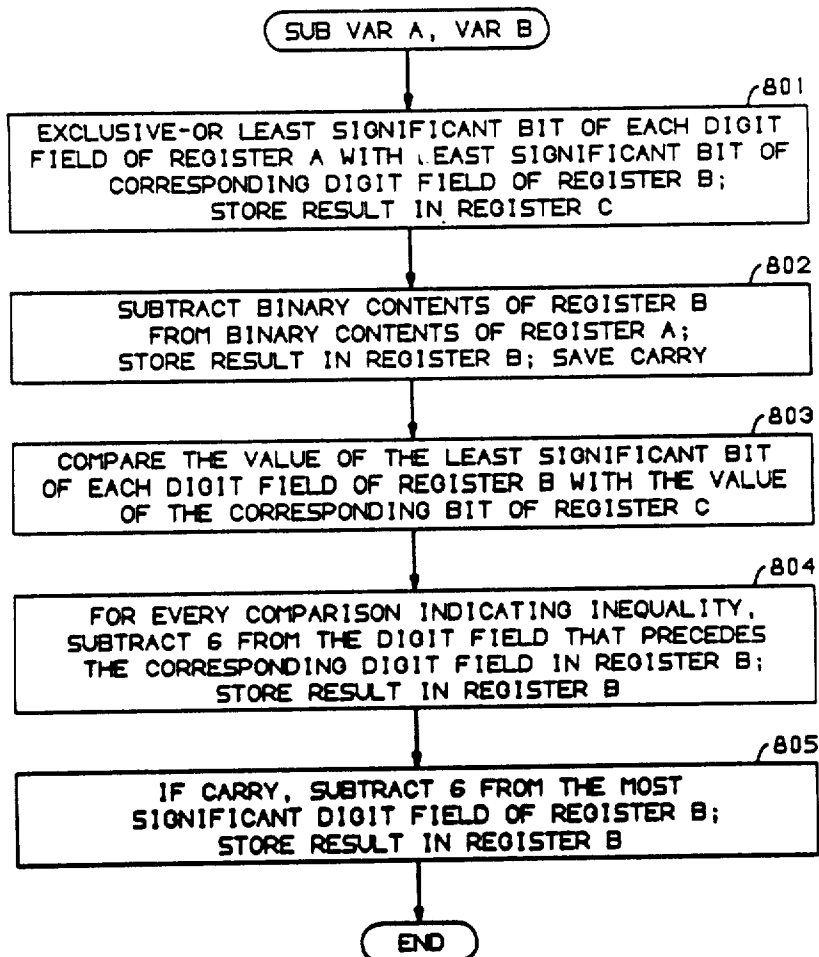 SUB VAR A, VAR B
801
EXCLUSIVE-OR LEAST SIGNIFICANT BIT OF EACH DIGIT
FIELD OF REGISTER A WITH LEAST SIGNIFICANT BIT OF
CORRESPONDING DIGIT FIELD OF REGISTER B;
STORE RESULT IN REGISTER C
802
SUBTRACT BINARY CONTENTS OF REGISTER B
FROM BINARY CONTENTS OF REGISTER A;
STORE RESULT IN REGISTER B; SAVE CARRY
803
COMPARE THE VALUE OF THE LEAST SIGNIFICANT BIT
OF EACH DIGIT FIELD OF REGISTER B WITH THE VALUE
OF THE CORRESPONDING BIT OF REGISTER C
804
FOR EVERY COMPARISON INDICATING INEQUALITY,
SUBTRACT 6 FROM THE DIGIT FIELD THAT PRECEDES
THE CORRESPONDING DIGIT FIELD IN REGISTER B;
STORE RESULT IN REGISTER B
805
IF CARRY, SUBTRACT 6 FROM THE MOST
SIGNIFICANT DIGIT FIELD OF REGISTER B;
STORE RESULT IN REGISTER B
END